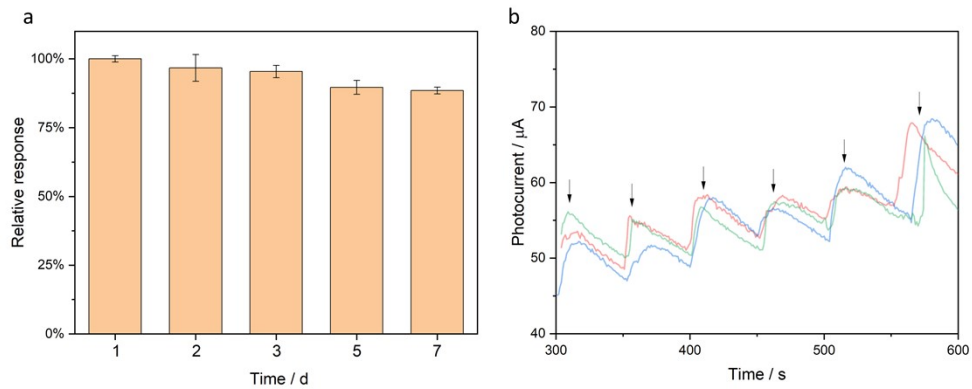 a
100%
75%
50%
25%
0%
Relative response
1 2 3 5 7
Time / d
b
80
70
60
50
40
Photocurrent / μA
300 400 500 600
Time / s